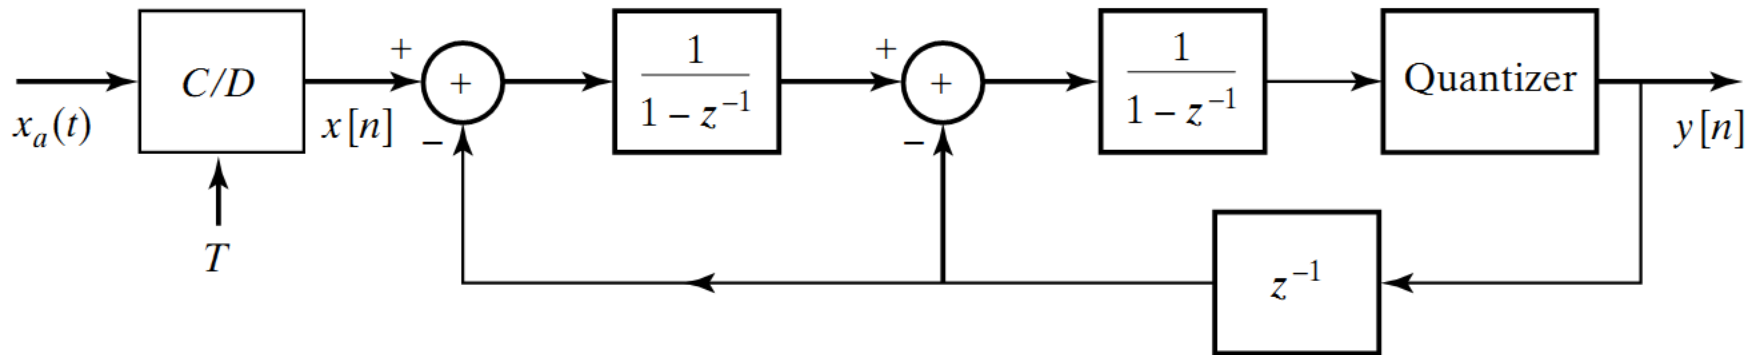 C/D
x_a(t)
x[n]
T
+
+
−
1
1 − z^{−1}
+
+
−
1
1 − z^{−1}
Quantizer
y[n]
z^{−1}